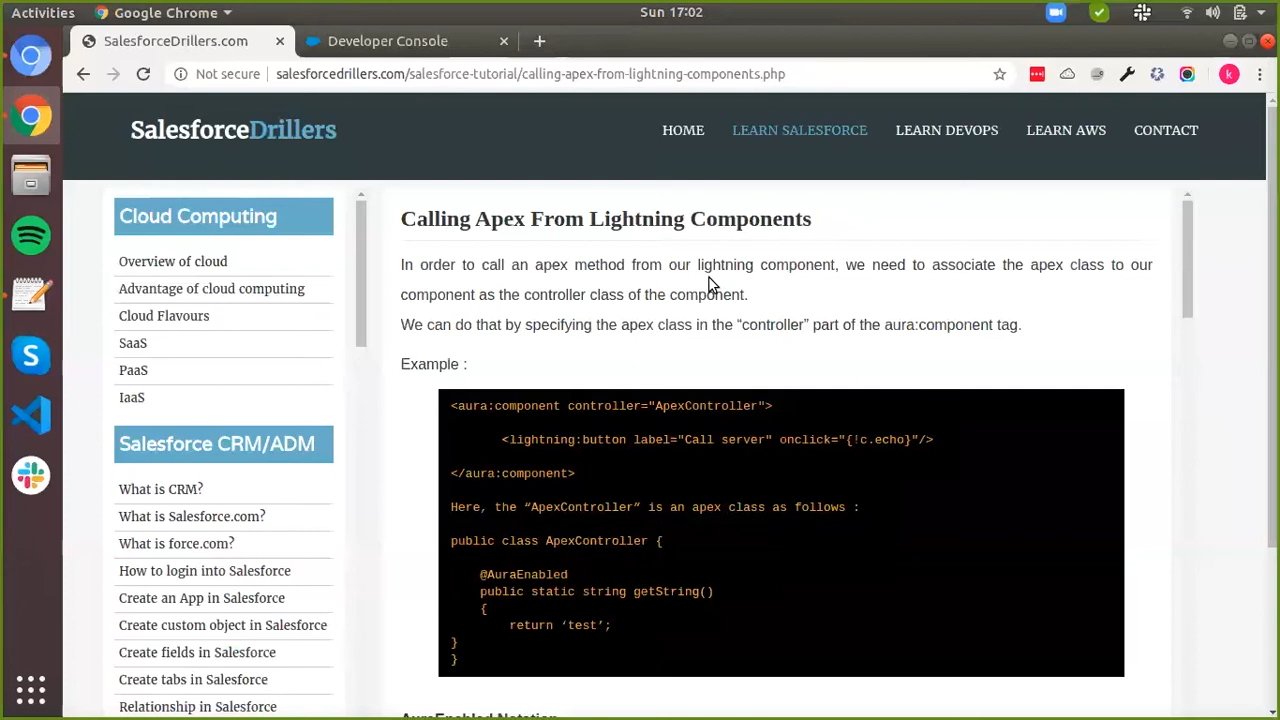 Activities
Google Chrome
Sun 17:02
SalesforceDrillers.com
Developer Console
Not secure
salesforcedrillers.com/salesforce-tutorial/calling-apex-from-lightning-components.php
k
SalesforceDrillers
HOME
LEARN SALESFORCE
LEARN DEVOPS
LEARN AWS
CONTACT
Cloud Computing
Overview of cloud
Advantage of cloud computing
Cloud Flavours
SaaS
PaaS
IaaS
Salesforce CRM/ADM
What is CRM?
What is Salesforce.com?
What is force.com?
How to login into Salesforce
Create an App in Salesforce
Create custom object in Salesforce
Create fields in Salesforce
Create tabs in Salesforce
Relationship in Salesforce
Calling Apex From Lightning Components
In order to call an apex method from our lightning component, we need to associate the apex class to our
component as the controller class of the component.
We can do that by specifying the apex class in the “controller” part of the aura:component tag.
Example :
<aura:component controller="ApexController">
<lightning:button label="Call server" onclick="{!c.echo}"/>
</aura:component>
Here, the “ApexController” is an apex class as follows :
public class ApexController {
@AuraEnabled
public static string getString()
{
return ‘test’;
}
}
AuraEnabled Notation